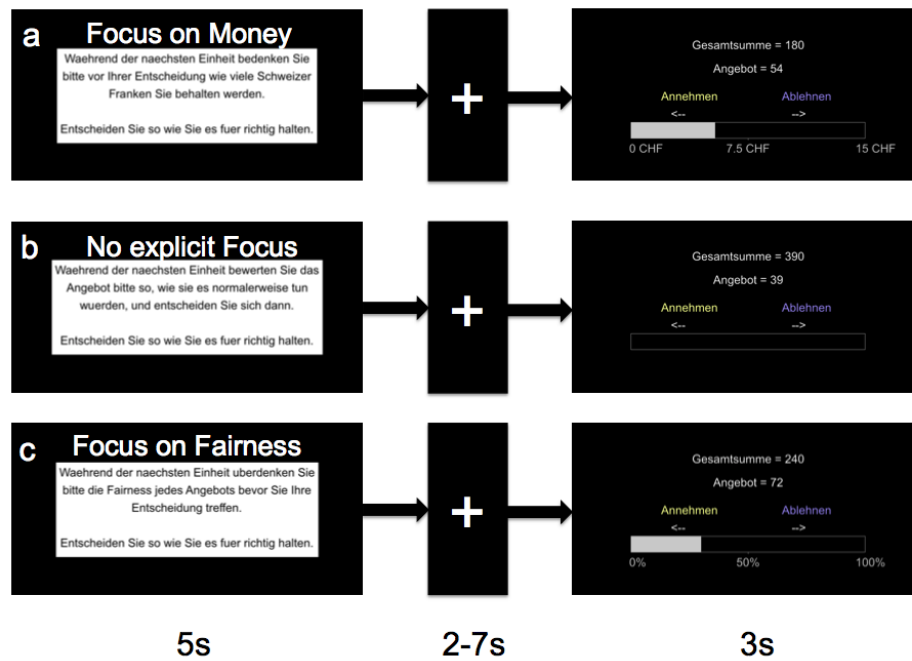 a Focus on Money
Waehrend der naechsten Einheit bedenken Sie
bitte vor Ihrer Entscheidung wie viele Schweizer
Franken Sie behalten werden.
Entscheiden Sie so wie Sie es fuer richtig halten.
+
Gesamtsumme = 180
Angebot = 54
Annehmen Ablehnen
<-- -->
0 CHF 7.5 CHF 15 CHF
b No explicit Focus
Waehrend der naechsten Einheit bewerten Sie das
Angebot bitte so, wie sie es normalerweise tun
wuerden, und entscheiden Sie sich dann.
Entscheiden Sie so wie Sie es fuer richtig halten.
+
Gesamtsumme = 390
Angebot = 39
Annehmen Ablehnen
<-- -->
c Focus on Fairness
Waehrend der naechsten Einheit uberdenken Sie
bitte die Fairness jedes Angebots bevor Sie Ihre
Entscheidung treffen.
Entscheiden Sie so wie Sie es fuer richtig halten.
+
Gesamtsumme = 240
Angebot = 72
Annehmen Ablehnen
<-- -->
0% 50% 100%
5s 2-7s 3s